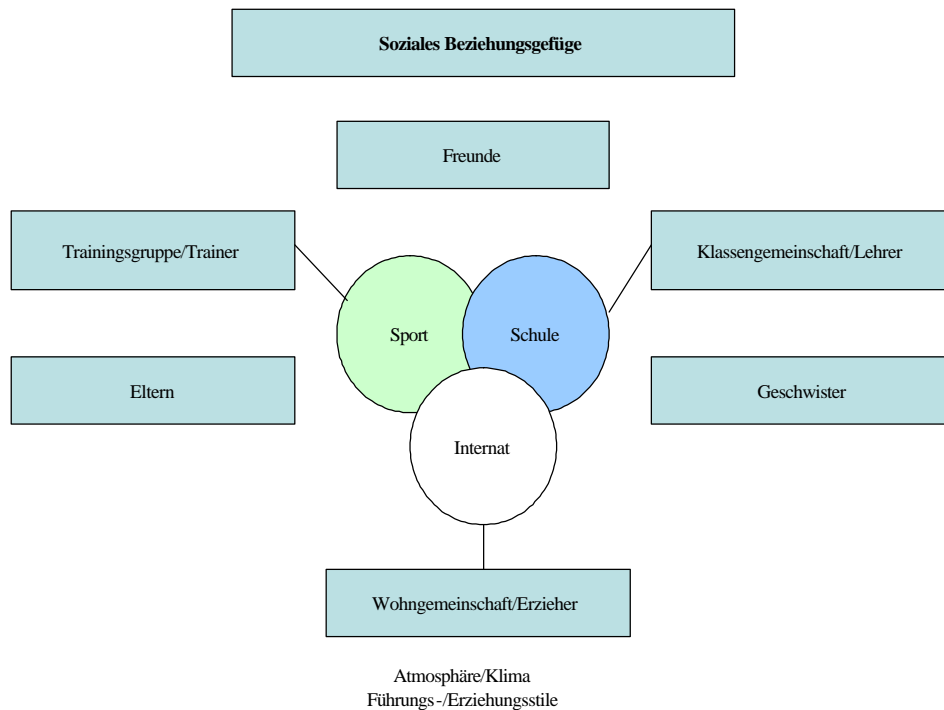 Soziales Beziehungsgefüge
Freunde
Trainingsgruppe/Trainer
Klassengemeinschaft/Lehrer
Sport
Schule
Eltern
Geschwister
Internat
Wohngemeinschaft/Erzieher
Atmosphäre/Klima
Führungs-/Erziehungsstile